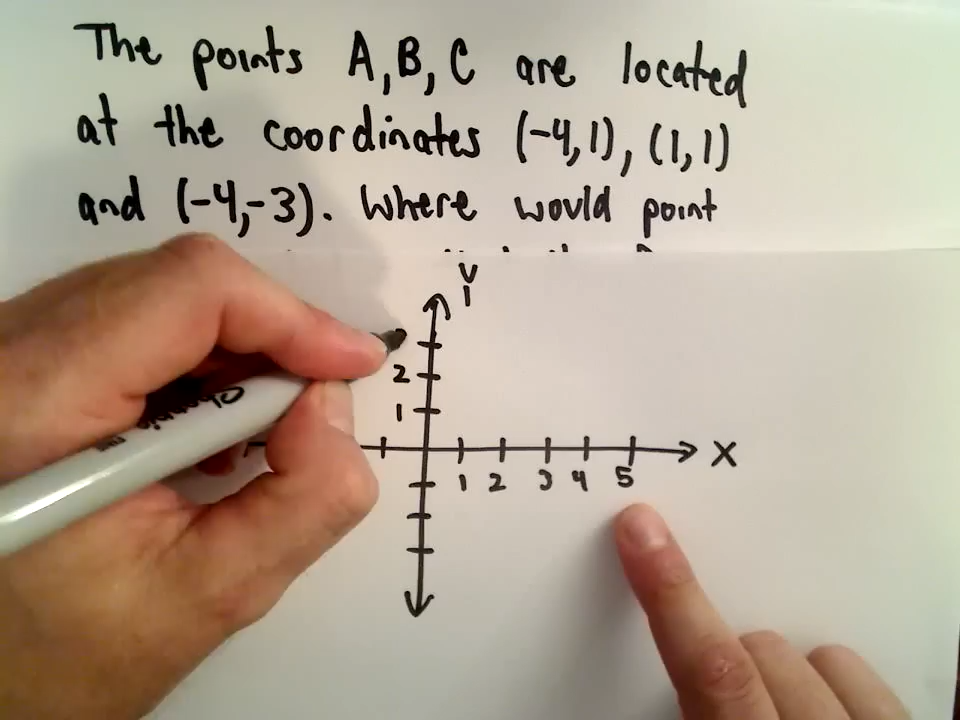 The points A, B, C are located
at the coordinates (-4,1), (1,1)
and (-4,-3). Where would point
Y
2
1
X
1 2 3 4 5
Sharpie